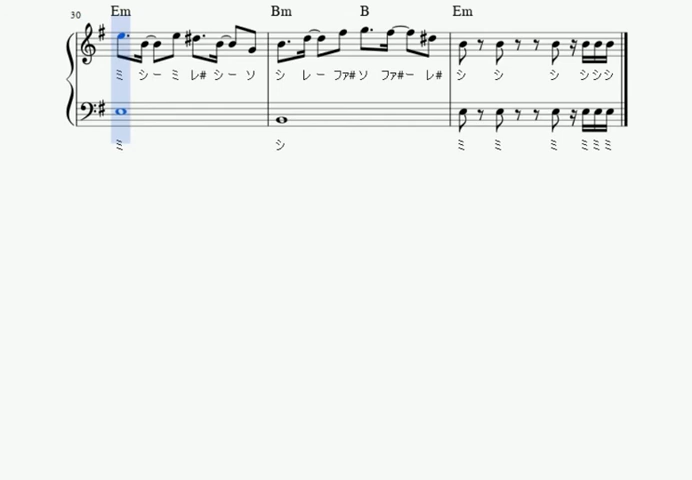 30
Em Bm B Em
ミ シ ー ミ レ# シ ー ソ シ レ ー ファ# ソ ファ# ー レ# シ シ シ シ シ シ
ミ シ ミ ミ ミ ミ ミ ミ